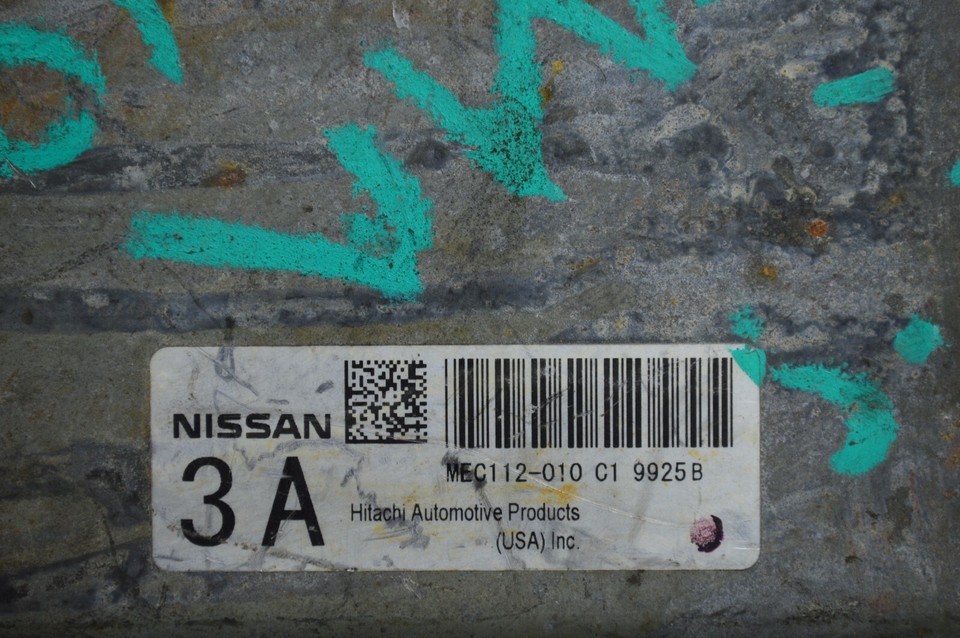 NISSAN
3A
MEC112-010 C1 9925B
Hitachi Automotive Products
(USA) Inc.